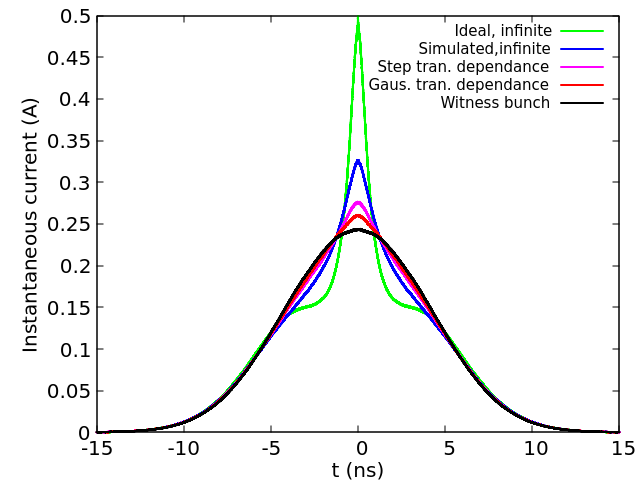 0.5
Ideal, infinite
Simulated,infinite
0.45
Step tran. dependance
Gaus. tran. dependance
0.4
Witness bunch
0.35
0.3
0.25
0.2
0.15
0.1
0.05
0
Instantaneous current (A)
-15
-10
-5
0
5
10
15
t (ns)